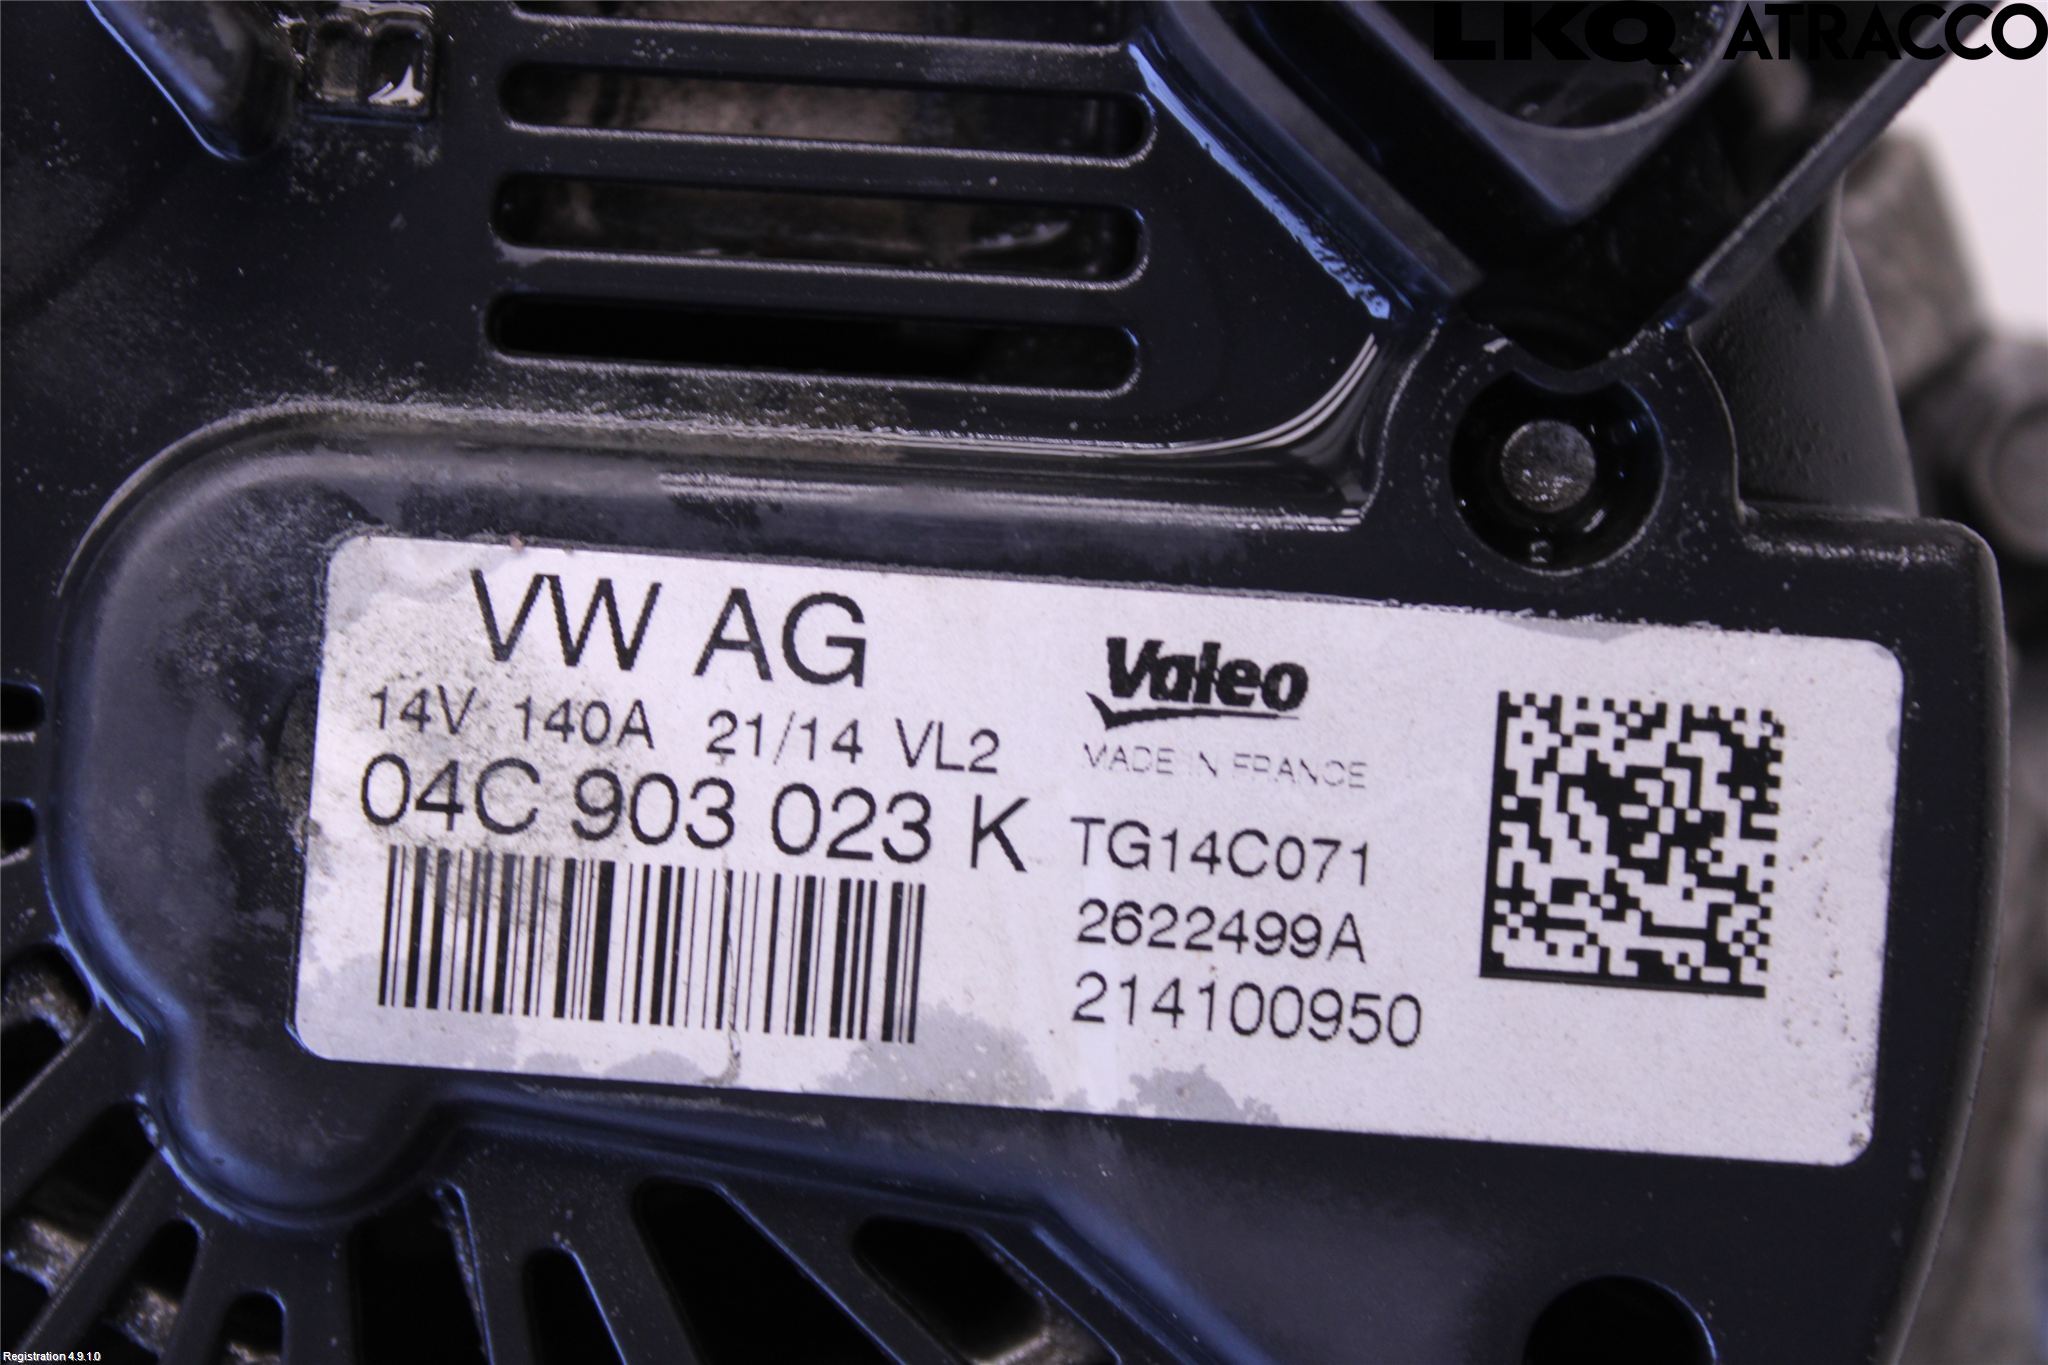 LKQ ATRACCO
VW AG
14V 140A 21/14 VL2
04C 903 023 K
Valeo
MADE IN FRANCE
TG14C071
2622499A
214100950
Registration 4.9.1.0